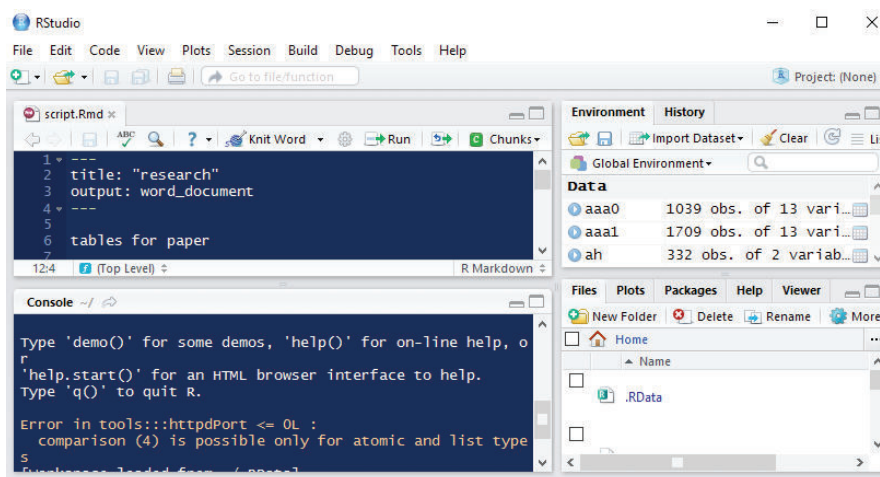 RStudio
File Edit Code View Plots Session Build Debug Tools Help
Go to file/function
Project: (None)
script.Rmd
ABC
Knit Word
Run
Chunks
1 ---
2 title: "research"
3 output: word_document
4 ---
5
6 tables for paper
7
12:4 (Top Level) R Markdown
Console ~/
Type 'demo()' for some demos, 'help()' for on-line help, o
r
'help.start()' for an HTML browser interface to help.
Type 'q()' to quit R.
Error in tools:::httpdPort <= 0L :
comparison (4) is possible only for atomic and list type
s
Environment History
Import Dataset Clear Li
Global Environment
Data
aaa0 1039 obs. of 13 vari...
aaa1 1709 obs. of 13 vari...
ah 332 obs. of 2 variab...
Files Plots Packages Help Viewer
New Folder Delete Rename More
Home ...
Name
.RData